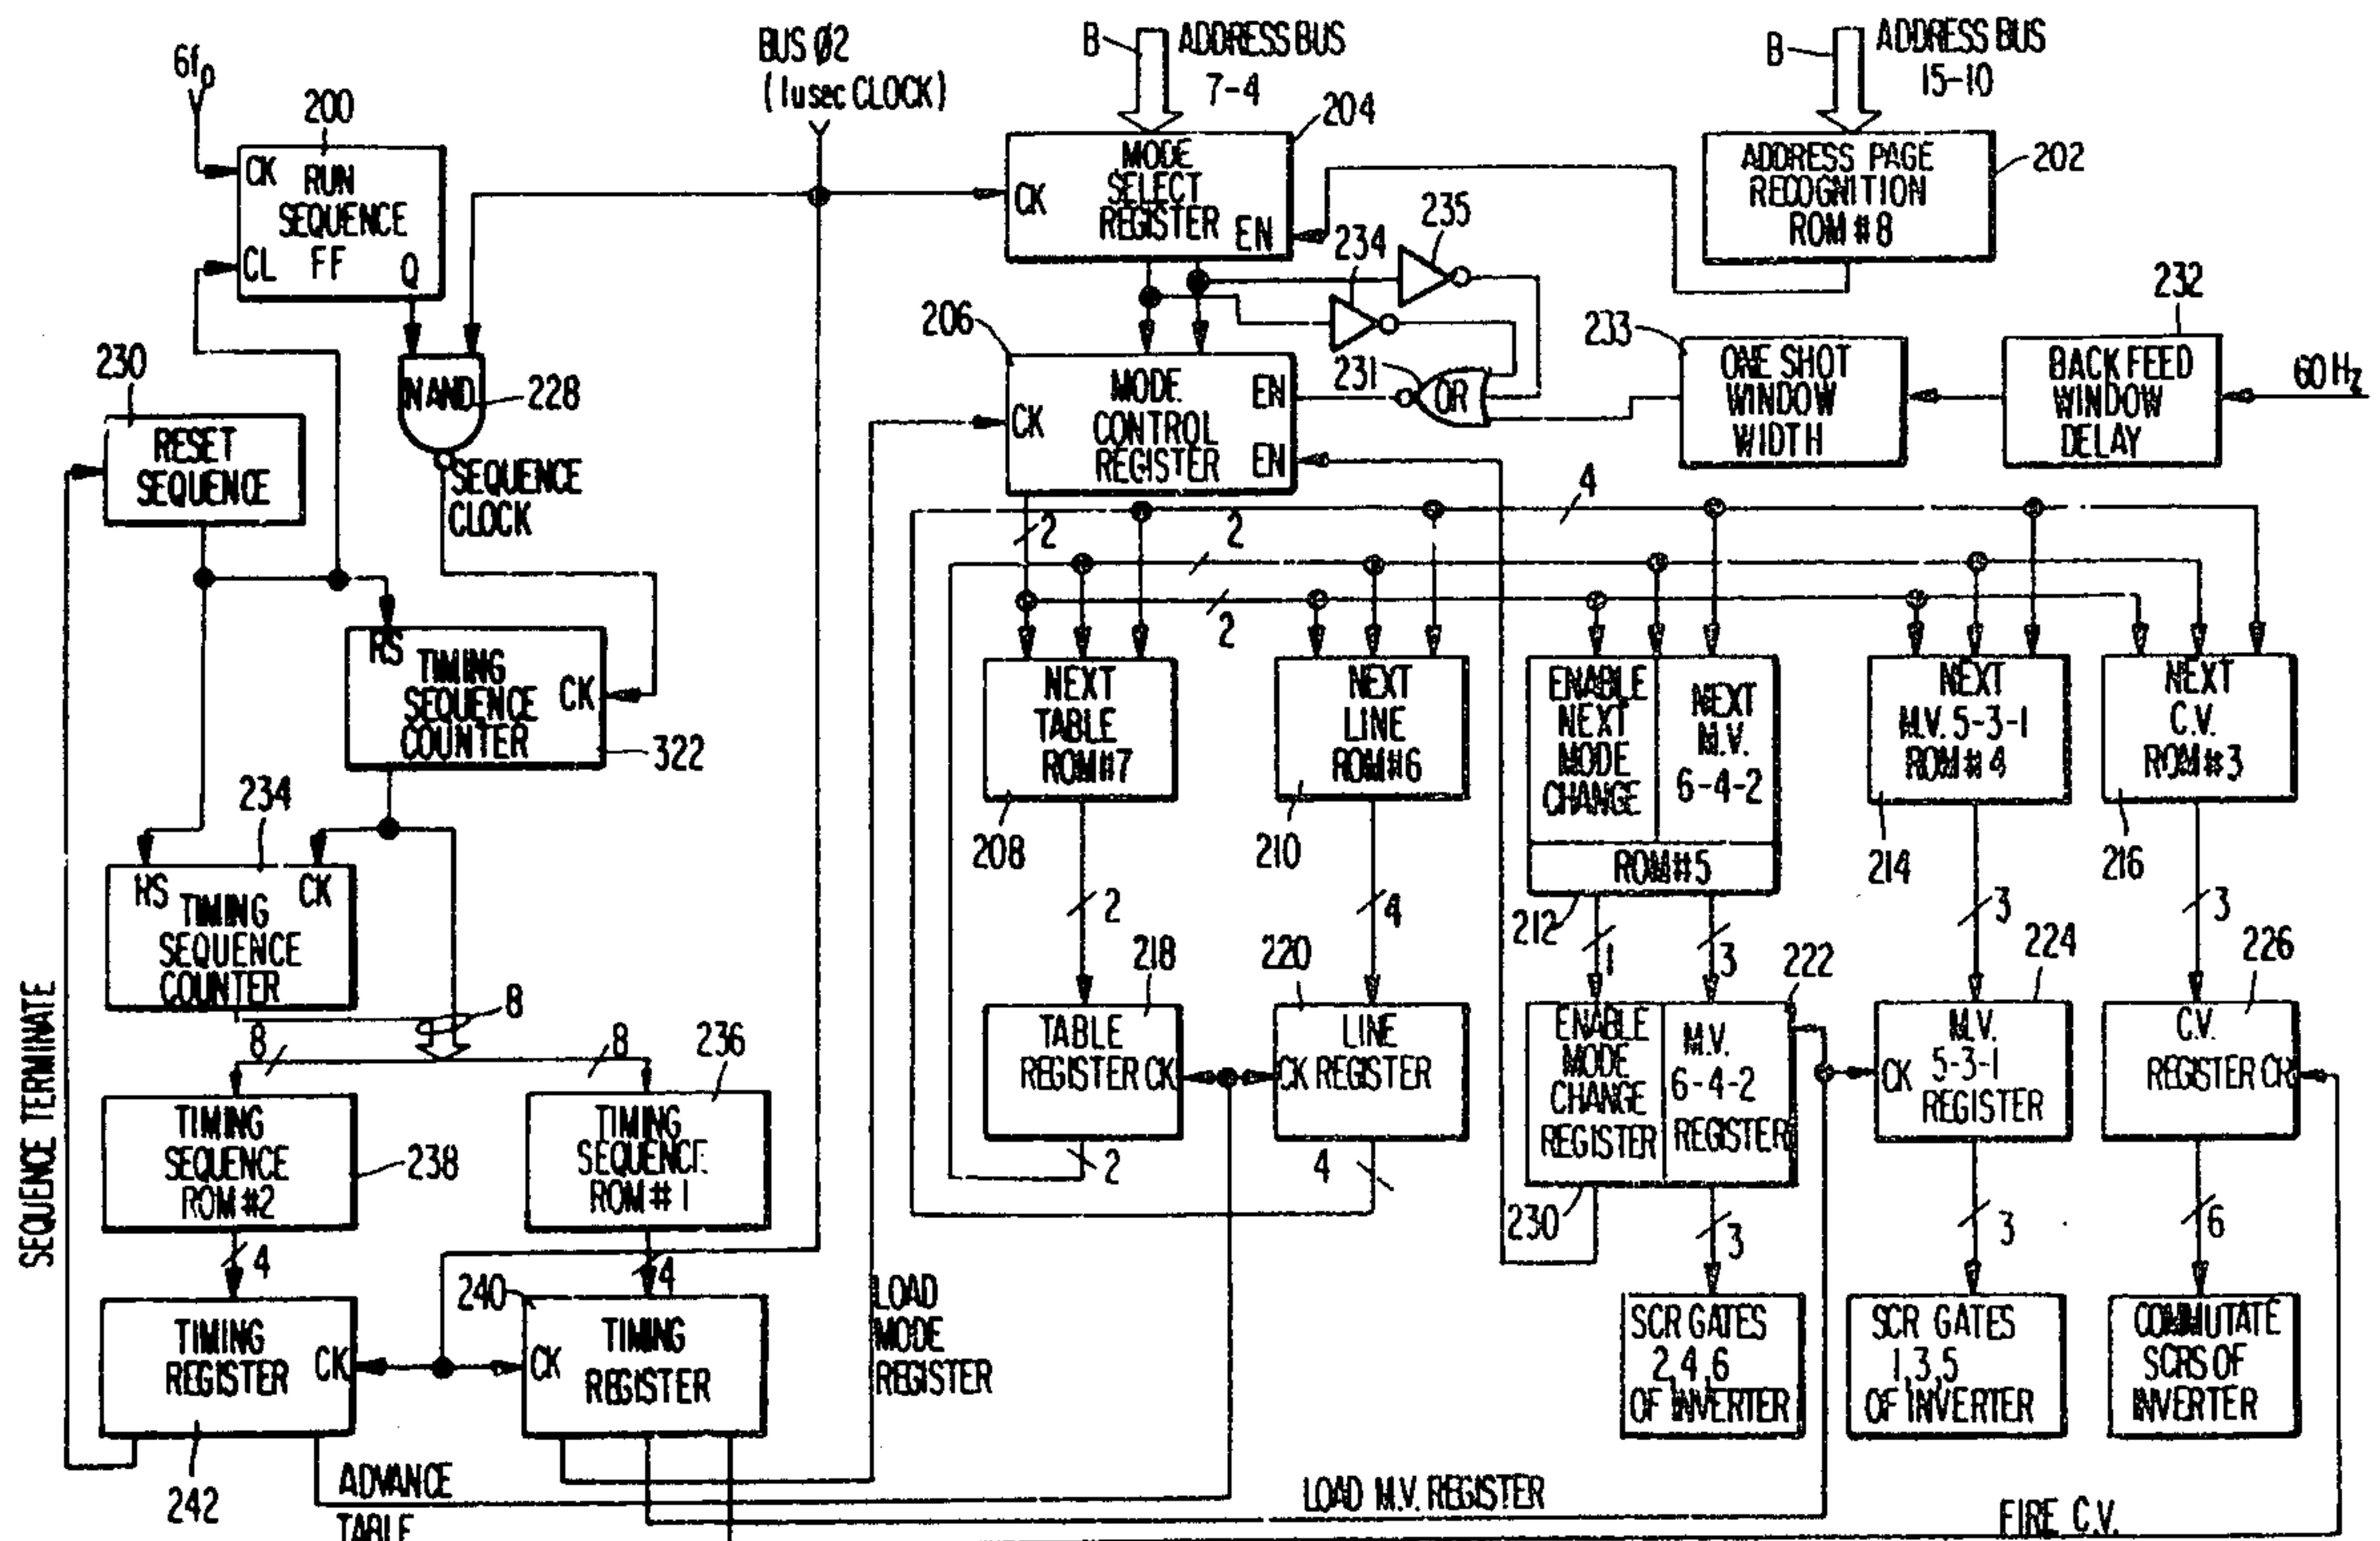 6f₀
BUS Ø2
(1usec CLOCK)
B
ADDRESS BUS
7-4
B
ADDRESS BUS
15-10
200
CK
RUN
SEQUENCE
FF
CL
Q
204
MODE
SELECT
REGISTER
CK
EN
ADDRESS PAGE
RECOGNITION
ROM #8
202
235
234
230
RESET
SEQUENCE
NAND
228
SEQUENCE
CLOCK
206
MODE
CONTROL
REGISTER
CK
EN
EN
231
OR
233
ONE SHOT
WINDOW
WIDTH
232
BACK FEED
WINDOW
DELAY
60 Hz
2
2
4
2
RS
TIMING
SEQUENCE
COUNTER
CK
322
NEXT
TABLE
ROM#7
208
NEXT
LINE
ROM#6
210
ENABLE
NEXT
MODE
CHANGE
NEXT
M.V.
6-4-2
ROM#5
212
NEXT
M.V. 5-3-1
ROM #4
214
NEXT
C.V.
ROM#3
216
234
RS
CK
TIMING
SEQUENCE
COUNTER
2
4
1
3
3
3
8
8
8
218
TABLE
REGISTER CK
220
LINE
CK REGISTER
222
ENABLE
MODE
CHANGE
REGISTER
M.V.
6-4-2
REGISTER
224
M.V.
5-3-1
REGISTER
CK
226
C.V.
REGISTER CK
SEQUENCE TERMINATE
TIMING
SEQUENCE
ROM #2
238
236
TIMING
SEQUENCE
ROM #1
2
4
230
3
3
6
4
4
242
TIMING
REGISTER
CK
240
CK
TIMING
REGISTER
LOAD
MODE
REGISTER
SCR GATES
2,4,6
OF INVERTER
SCR GATES
1,3,5
OF INVERTER
COMMUTATE
SCRS OF
INVERTER
ADVANCE
TABLE
LOAD M.V. REGISTER
FIRE C.V.